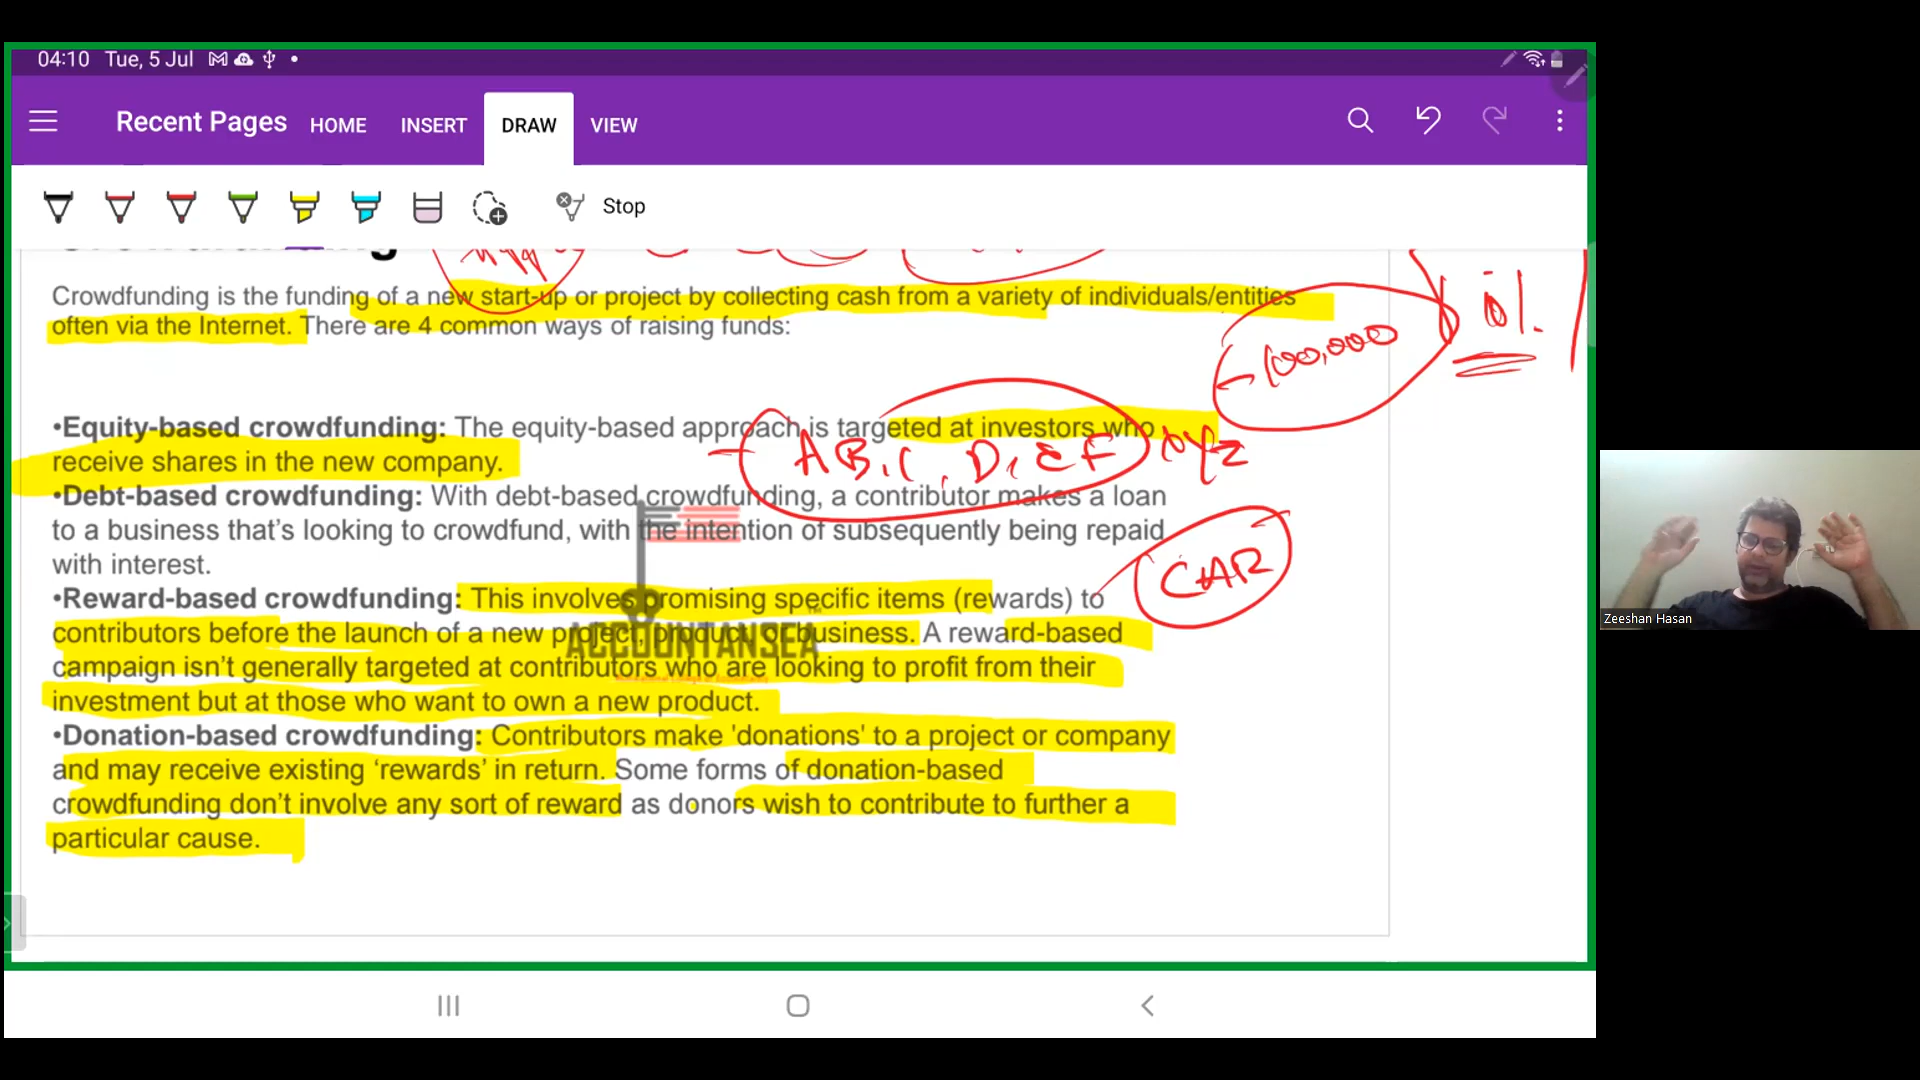 04:10 Tue, 5 Jul
Recent Pages HOME INSERT DRAW VIEW
Stop
Crowdfunding is the funding of a new start-up or project by collecting cash from a variety of individuals/entities
often via the Internet. There are 4 common ways of raising funds:
100,000
•Equity-based crowdfunding: The equity-based approach is targeted at investors who
receive shares in the new company.
A B, C, D, E F xyz
•Debt-based crowdfunding: With debt-based crowdfunding, a contributor makes a loan
to a business that’s looking to crowdfund, with the intention of subsequently being repaid
with interest.
CAR
•Reward-based crowdfunding: This involves promising specific items (rewards) to
contributors before the launch of a new project, product or business. A reward-based
campaign isn’t generally targeted at contributors who are looking to profit from their
investment but at those who want to own a new product.
ACCOUNTANSEA
•Donation-based crowdfunding: Contributors make 'donations' to a project or company
and may receive existing ‘rewards’ in return. Some forms of donation-based
crowdfunding don’t involve any sort of reward as donors wish to contribute to further a
particular cause.
Zeeshan Hasan